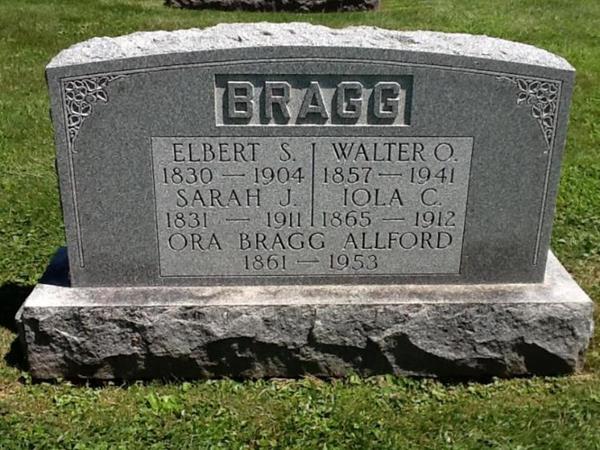 BRAGG
ELBERT S.
1830 — 1904
SARAH J.
1831 — 1911
WALTER O.
1857 — 1941
IOLA C.
1865 — 1912
ORA BRAGG ALLFORD
1861 — 1953